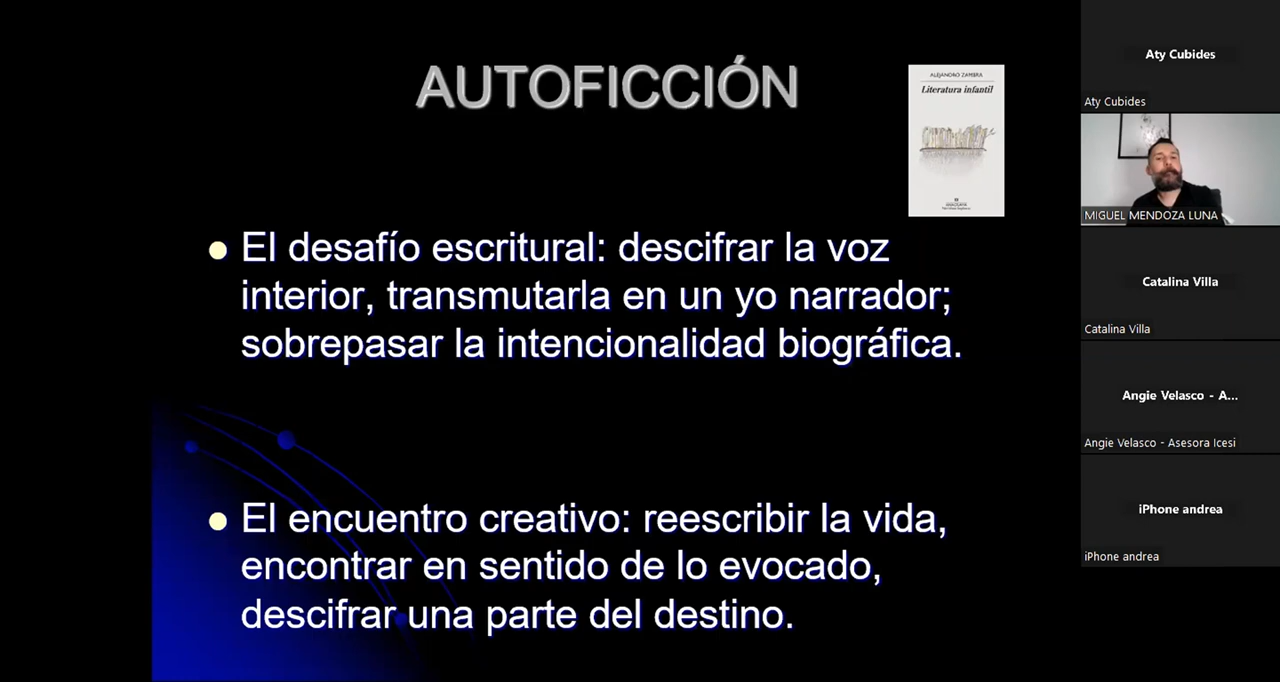 AUTOFICCIÓN
ALEJANDRO ZAMBRA
Literatura infantil
ANAGRAMA
El desafío escritural: descifrar la voz
interior, transmutarla en un yo narrador;
sobrepasar la intencionalidad biográfica.
El encuentro creativo: reescribir la vida,
encontrar en sentido de lo evocado,
descifrar una parte del destino.
Aty Cubides
Aty Cubides
MIGUEL MENDOZA LUNA
Catalina Villa
Catalina Villa
Angie Velasco - A...
Angie Velasco - Asesora Icesi
iPhone andrea
iPhone andrea